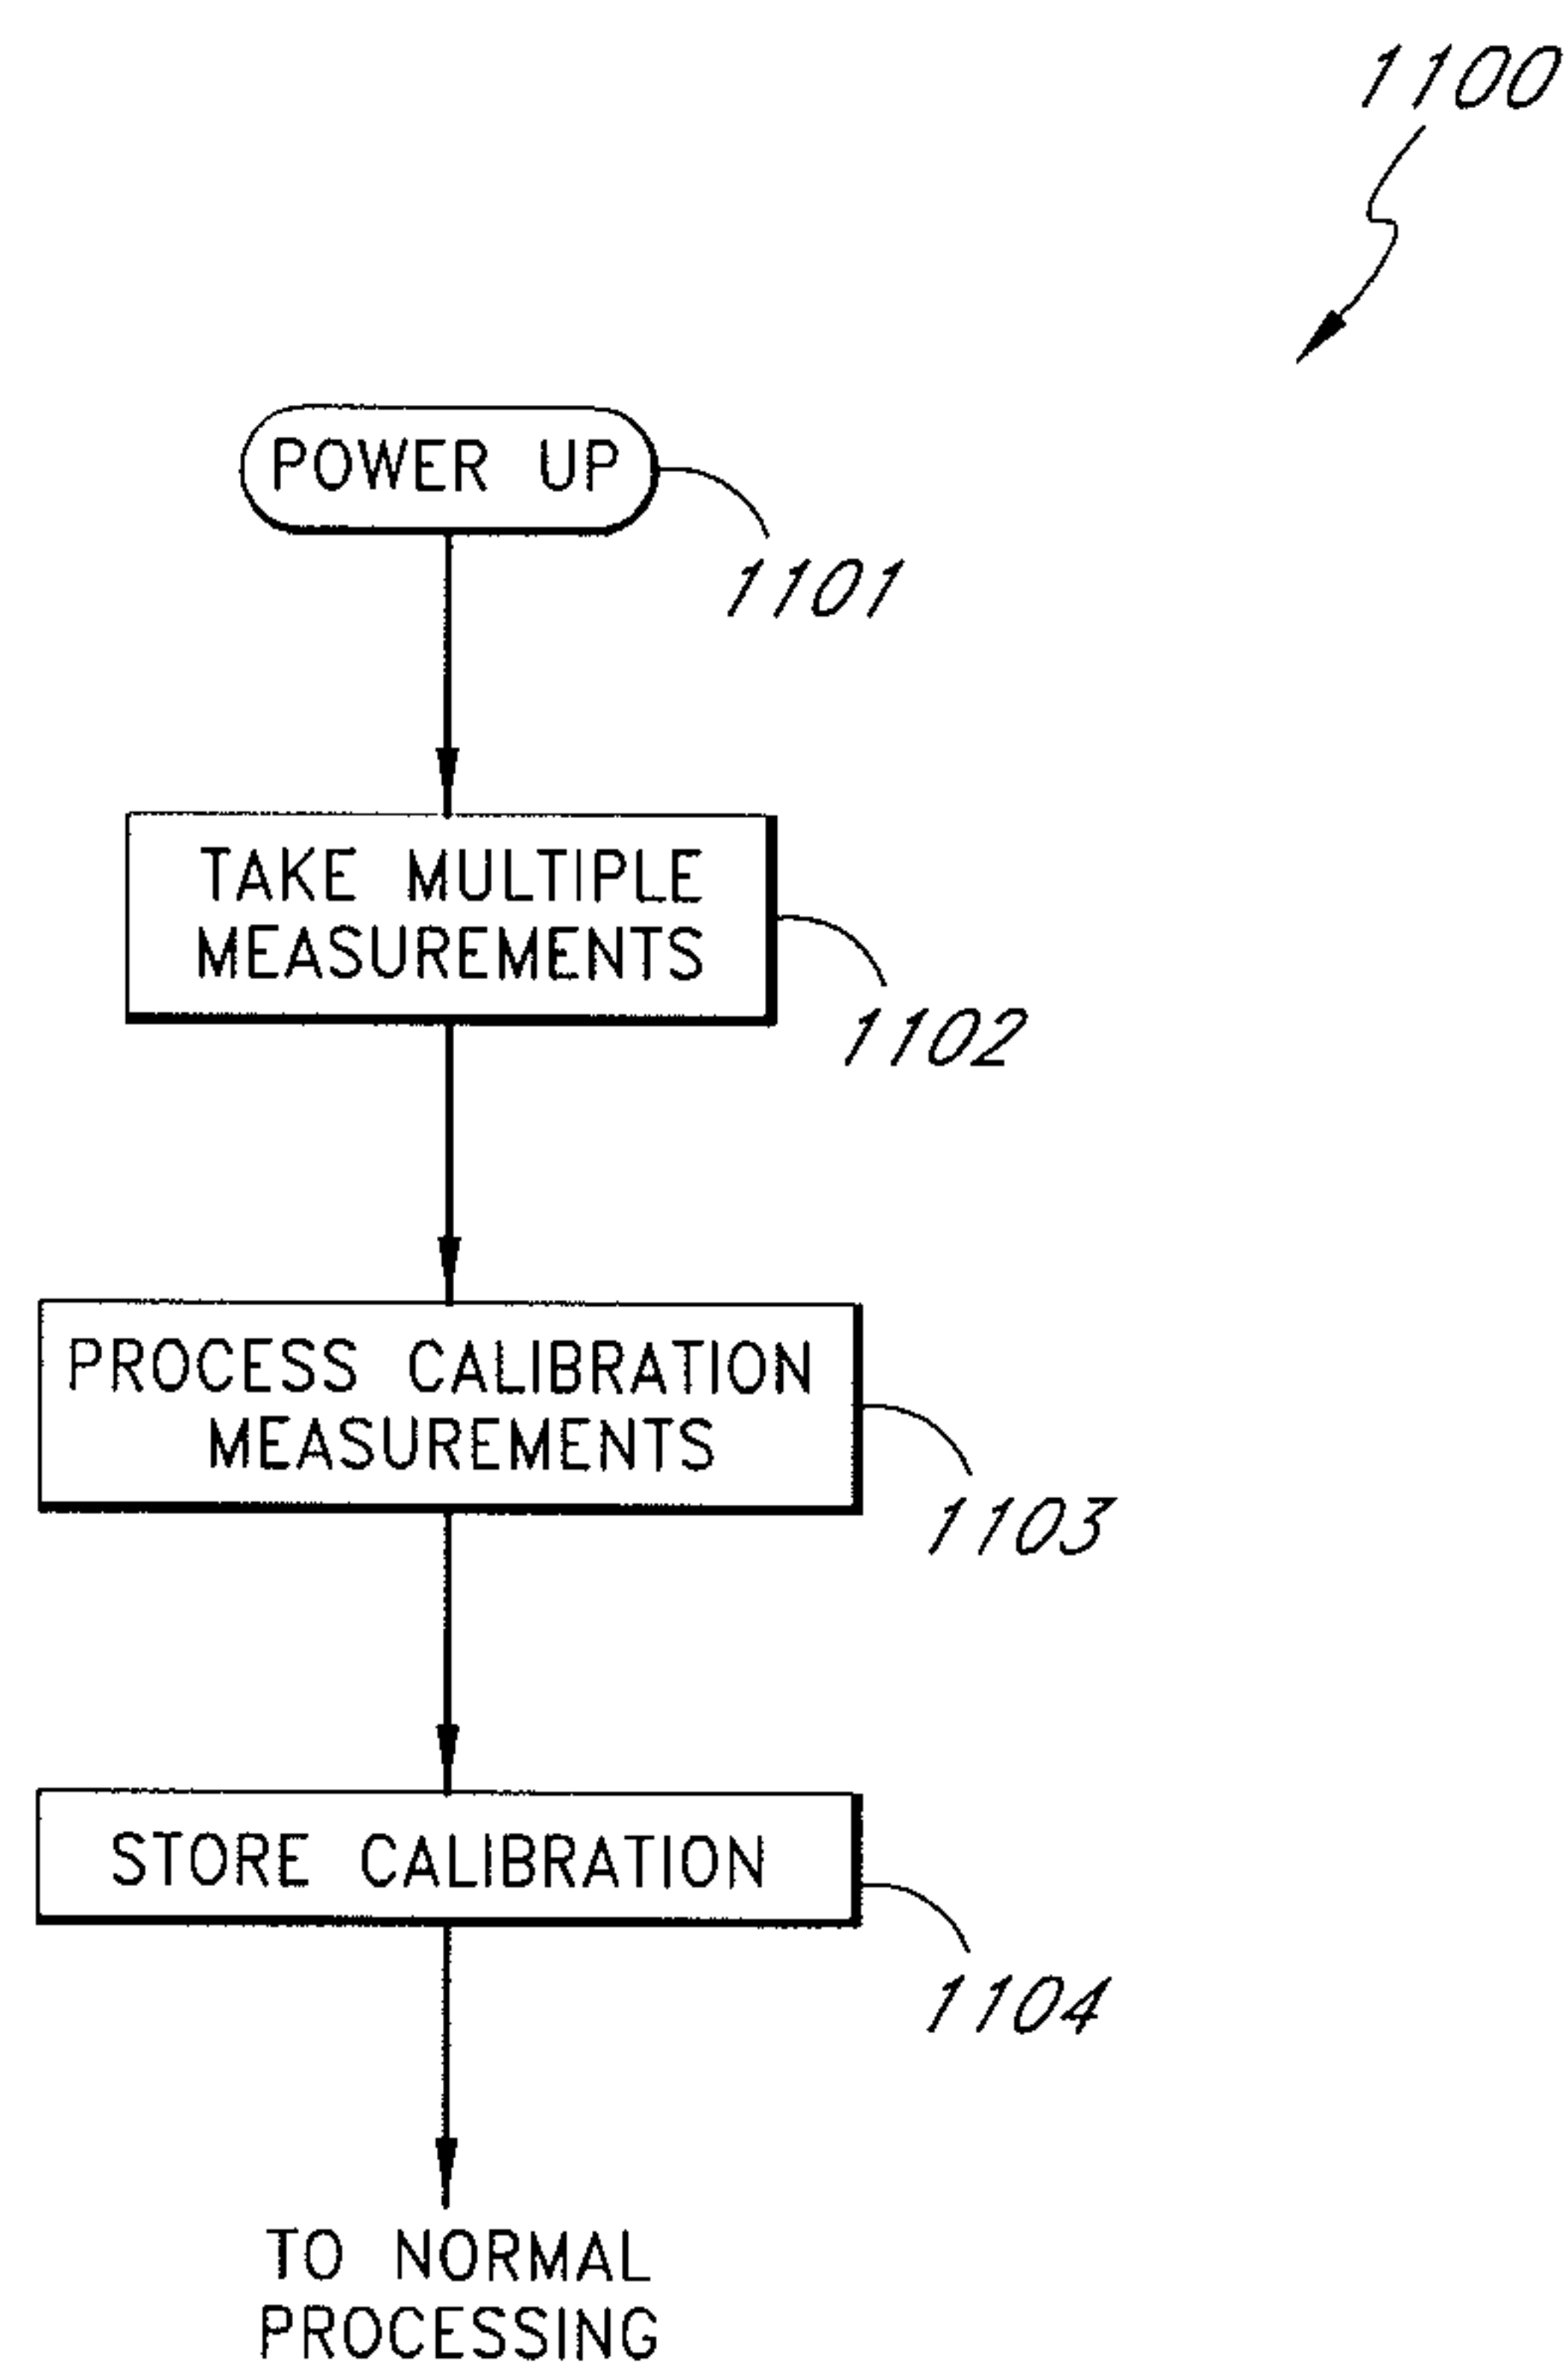 1100
POWER UP
1101
TAKE MULTIPLE
MEASUREMENTS
1102
PROCESS CALIBRATION
MEASUREMENTS
1103
STORE CALIBRATION
1104
TO NORMAL
PROCESSING